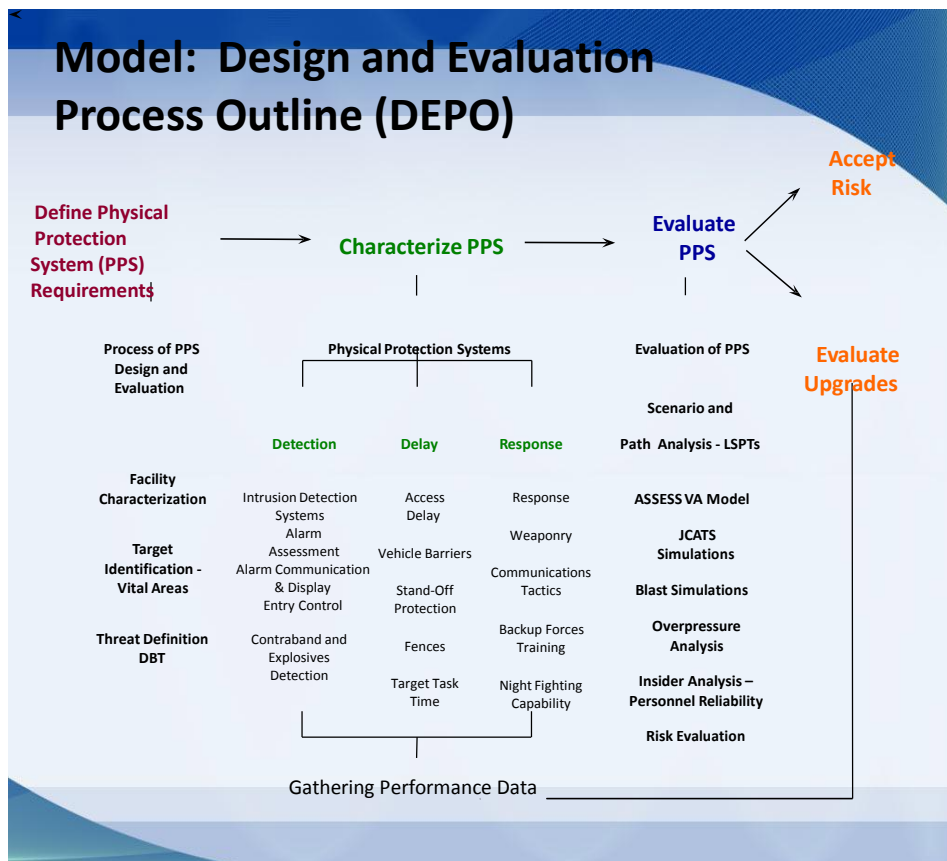 Model:  Design and Evaluation
Process Outline (DEPO)
Accept
Risk
Define Physical
Protection
System (PPS)
Requirements
Characterize PPS
Evaluate
PPS
Evaluate
Upgrades
Process of PPS
Design and
Evaluation
Facility
Characterization
Target
Identification -
Vital Areas
Threat Definition
DBT
Physical Protection Systems
Detection
Intrusion Detection
Systems
Alarm
Assessment
Alarm Communication
& Display
Entry Control
Contraband and
Explosives
Detection
Delay
Access
Delay
Vehicle Barriers
Stand-Off
Protection
Fences
Target Task
Time
Response
Response
Weaponry
Communications
Tactics
Backup Forces
Training
Night Fighting
Capability
Evaluation of PPS
Scenario and
Path  Analysis - LSPTs
ASSESS VA Model
JCATS
Simulations
Blast Simulations
Overpressure
Analysis
Insider Analysis –
Personnel Reliability
Risk Evaluation
Gathering Performance Data